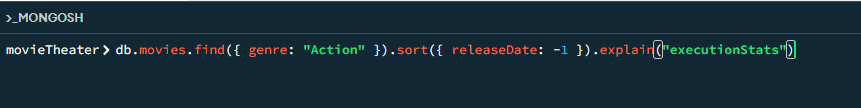 >_MONGOSH
movieTheater> db.movies.find({ genre: "Action" }).sort({ releaseDate: -1 }).explain("executionStats")